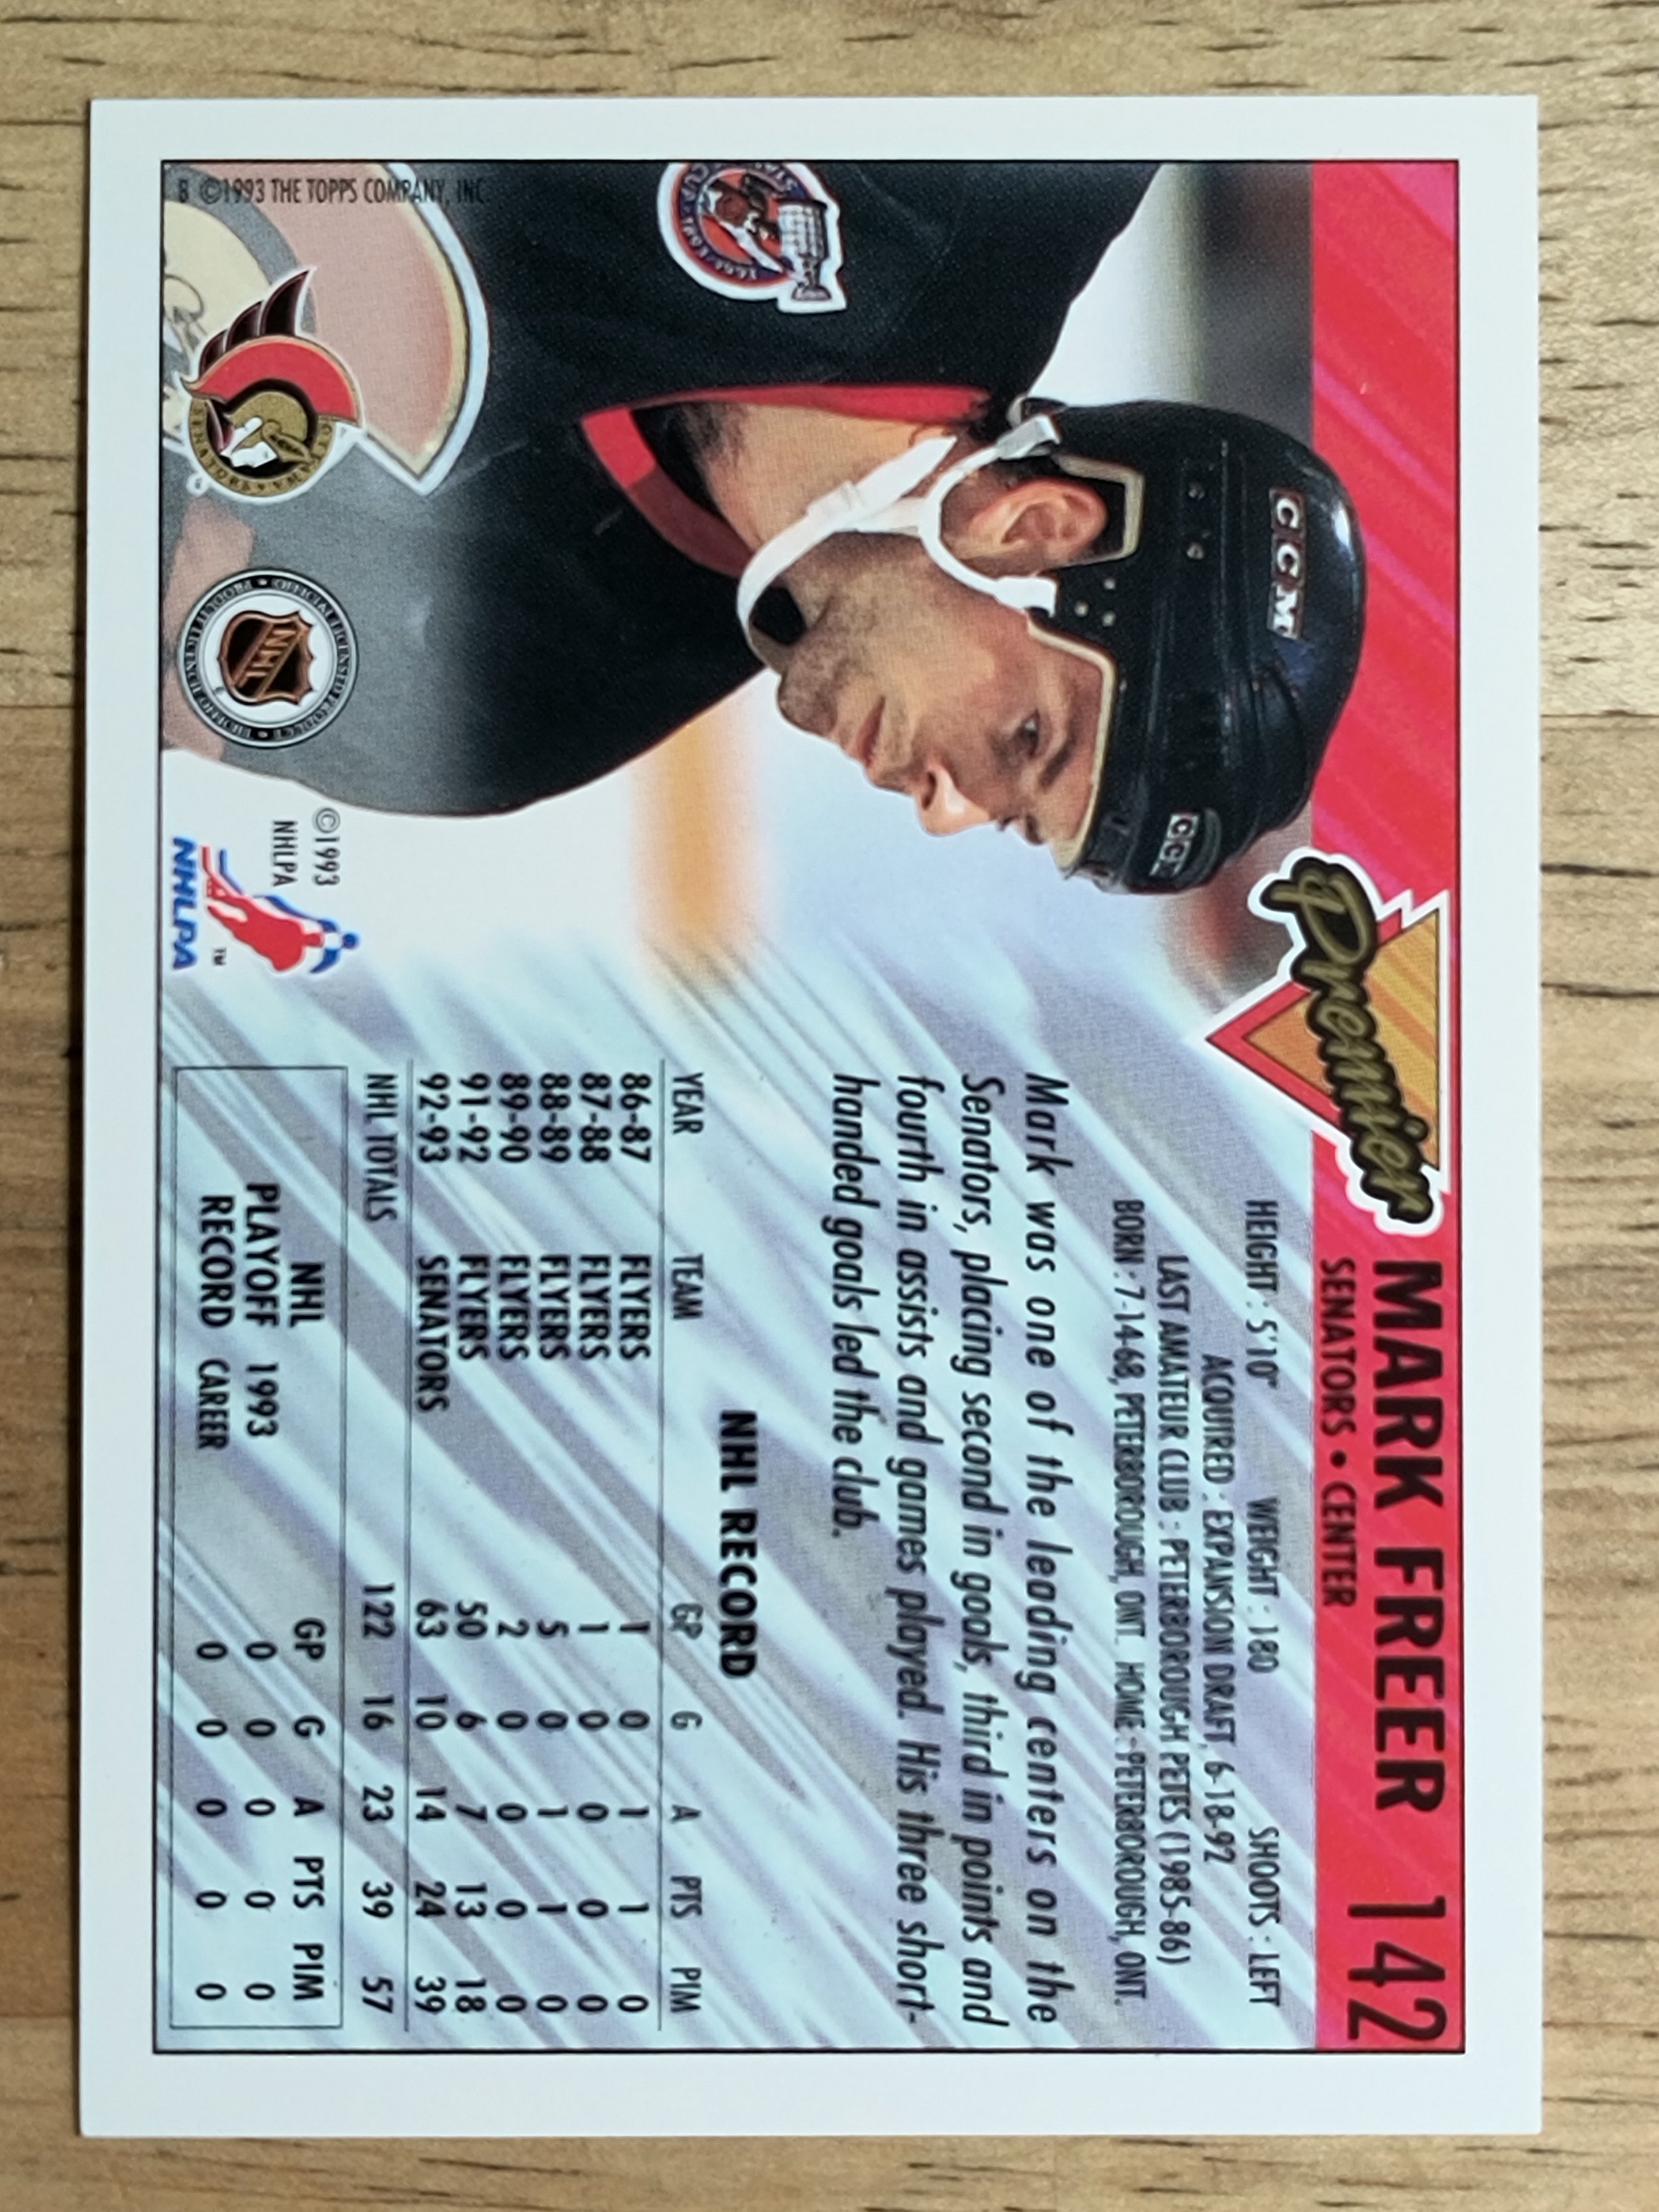 Premier
MARK FREER 142
SENATORS • CENTER
HEIGHT : 5'10" WEIGHT : 180 SHOOTS : LEFT
ACQUIRED : EXPANSION DRAFT, 6-18-92
LAST AMATEUR CLUB : PETERBOROUGH PETES (1985-86)
BORN : 7-14-68, PETERBOROUGH, ONT. HOME : PETERBOROUGH, ONT.
Mark was one of the leading centers on the
Senators, placing second in goals, third in points and
fourth in assists and games played. His three short-
handed goals led the club.
NHL RECORD
YEAR TEAM GP G A PTS PIM
86-87 FLYERS 1 0 1 1 0
87-88 FLYERS 1 0 0 0 0
88-89 FLYERS 5 0 1 1 0
89-90 FLYERS 2 0 0 0 0
91-92 FLYERS 50 6 7 13 18
92-93 SENATORS 63 10 14 24 39
NHL TOTALS 122 16 23 39 57
NHL GP G A PTS PIM
PLAYOFF 1993 0 0 0 0 0
RECORD CAREER 0 0 0 0 0
CCM
©1993
NHLPA
NHLPA™
NHL
OFFICIAL LICENSED PRODUCT
8 ©1993 THE TOPPS COMPANY, INC.